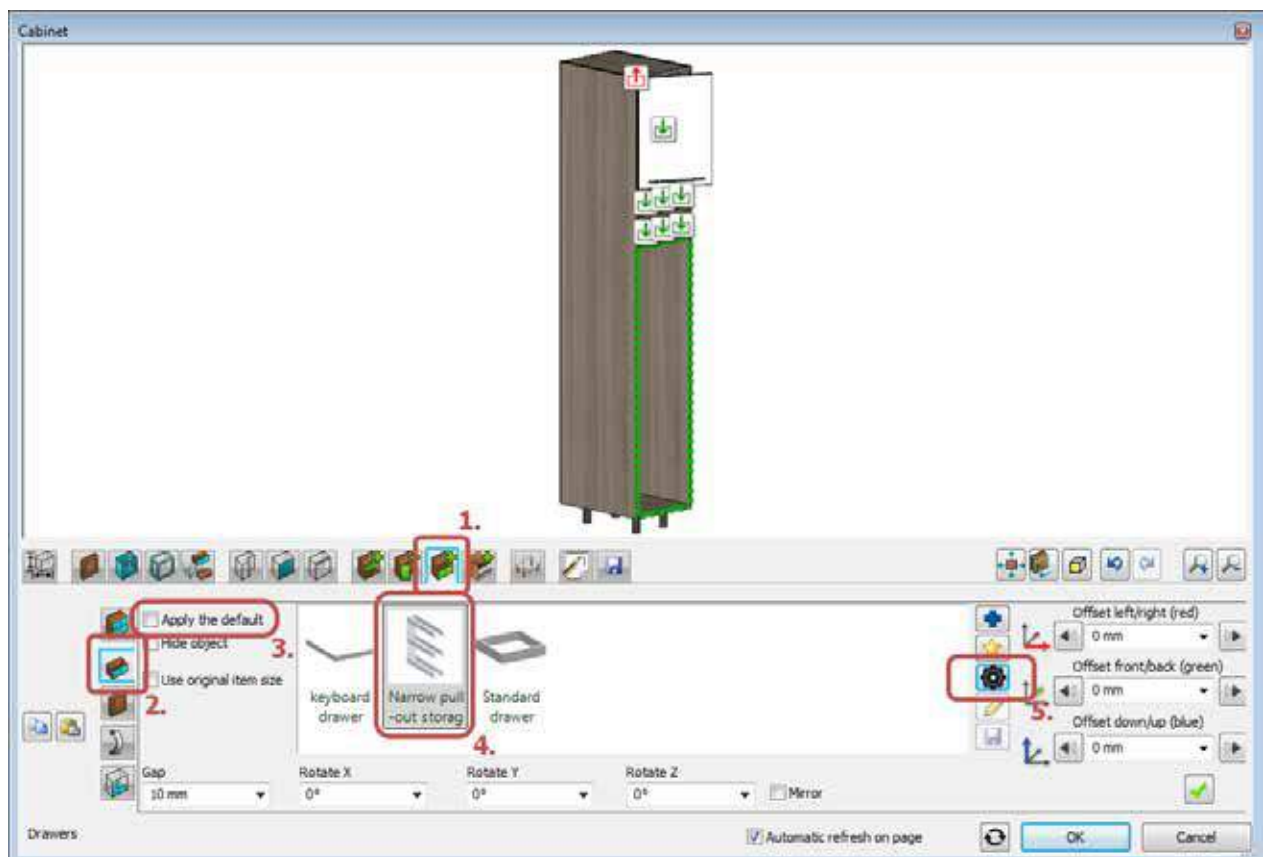 Cabinet
1.
Apply the default
3.
Hide object
Use original item size
2.
keyboard
drawer
Narrow pull
-out storag
Standard
drawer
4.
5.
Offset left/right (red)
0 mm
Offset front/back (green)
0 mm
Offset down/up (blue)
0 mm
Gap
10 mm
Rotate X
0°
Rotate Y
0°
Rotate Z
0°
Mirror
Drawers
Automatic refresh on page
OK
Cancel